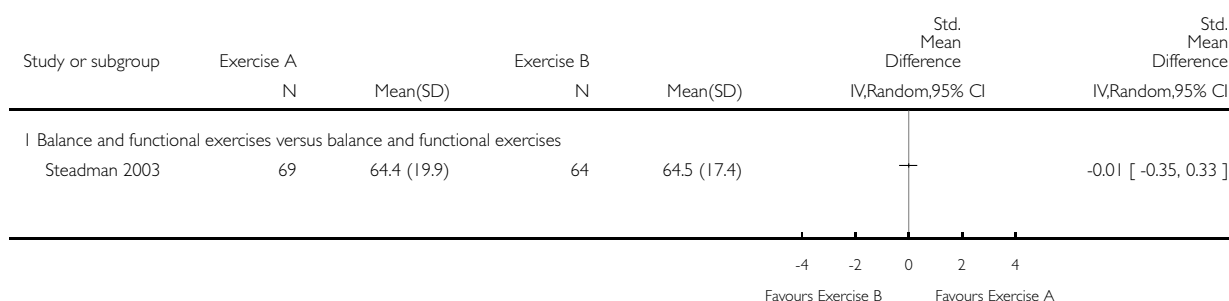 Std. Mean Difference Std. Mean Difference
Study or subgroup Exercise A Exercise B
N Mean(SD) N Mean(SD) IV,Random,95% CI IV,Random,95% CI
1 Balance and functional exercises versus balance and functional exercises
Steadman 2003 69 64.4 (19.9) 64 64.5 (17.4) -0.01 [ -0.35, 0.33 ]
-4 -2 0 2 4
Favours Exercise B Favours Exercise A